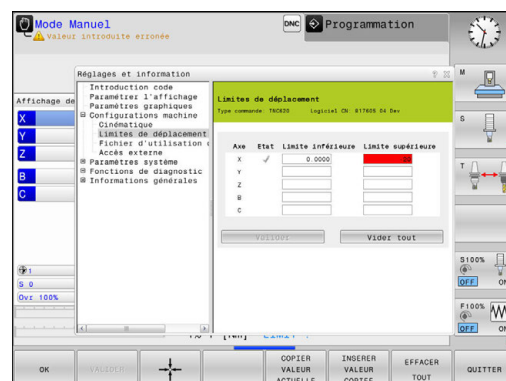 Mode Manuel
DNC
Programmation
Valeur introduite erronée
Réglages et information
Introduction code
Paramétrer l'affichage
Paramètres graphiques
Configurations machine
Cinématique
Limites de déplacement
Fichier d'utilisation
Accès externe
Paramètres système
Fonctions de diagnostic
Informations générales
Limites de déplacement
Type commande: TNC620 Logiciel CN: 817605 04 Dev
Axe Etat Limite inférieure Limite supérieure
X 0.0000
Y
Z
B
C
Valider
Vider tout
Affichage de
X
Y
Z
B
C
1
S 0
Ovr 100%
M
S
T
S100%
OFF
F100%
OFF
OK
VALIDER
COPIER
VALEUR
ACTUELLE
INSERER
VALEUR
COPIEE
EFFACER
TOUT
QUITTER